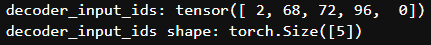 decoder_input_ids: tensor([ 2, 68, 72, 96,  0])
decoder_input_ids shape: torch.Size([5])